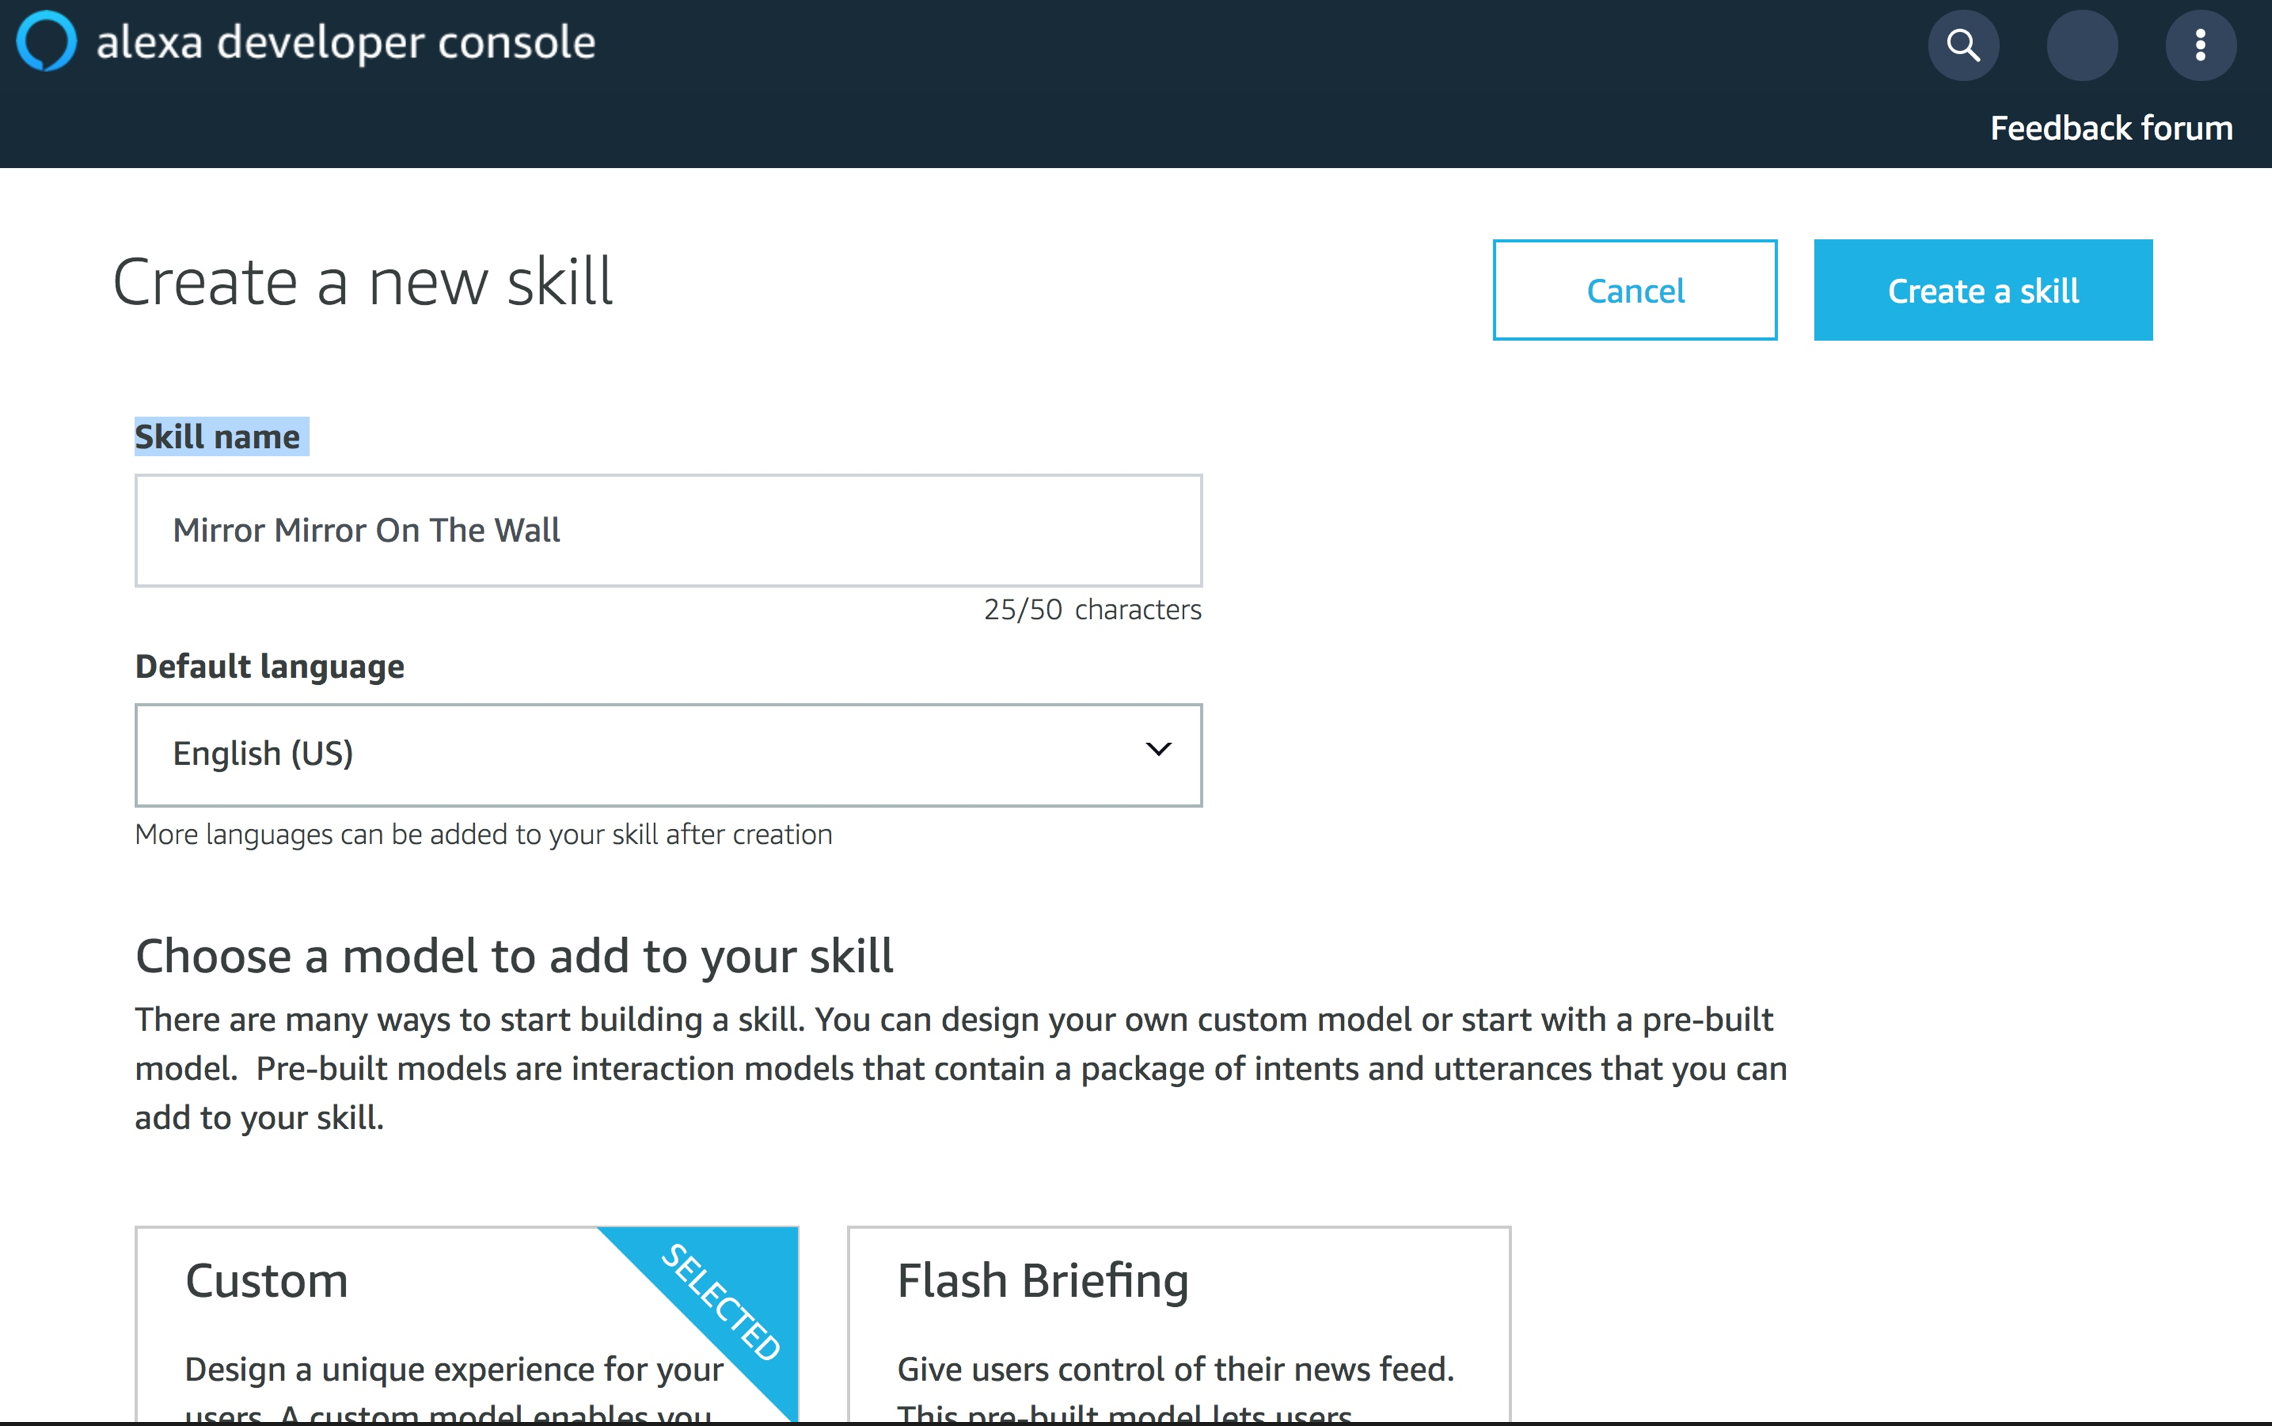 alexa developer console
Feedback forum
Create a new skill
Cancel
Create a skill
Skill name
Mirror Mirror On The Wall
25/50 characters
Default language
English (US)
More languages can be added to your skill after creation
Choose a model to add to your skill
There are many ways to start building a skill. You can design your own custom model or start with a pre-built
model.  Pre-built models are interaction models that contain a package of intents and utterances that you can
add to your skill.
Custom
SELECTED
Design a unique experience for your
users. A custom model enables you
Flash Briefing
Give users control of their news feed.
This pre-built model lets users